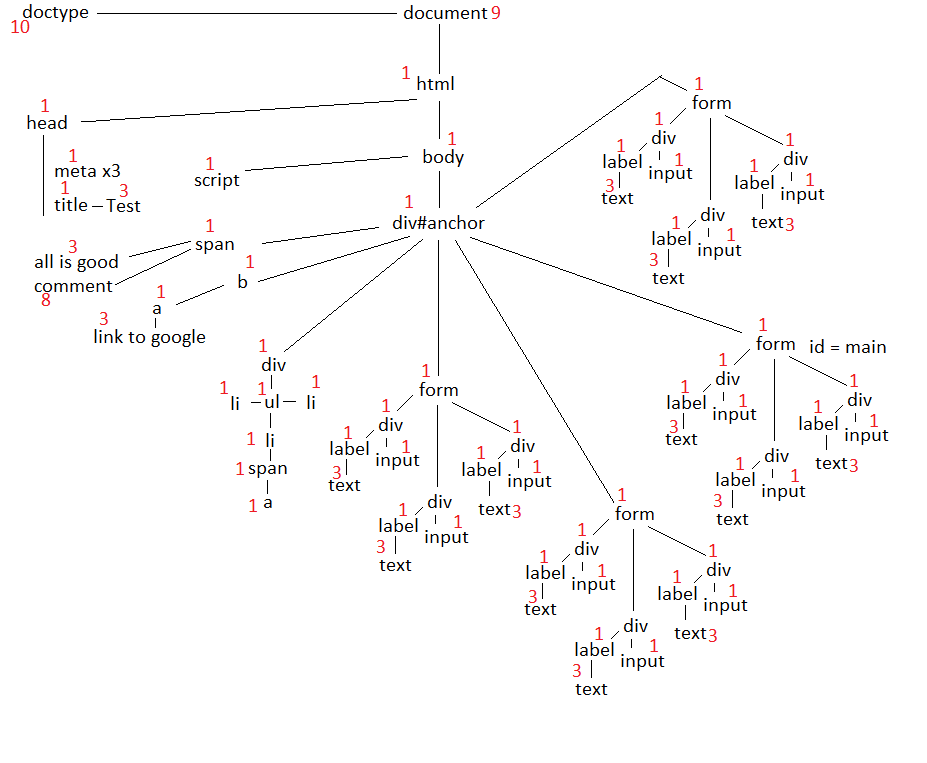 doctype
document 9
10
1
html
1
head
1
body
1
meta x3
1
3
title – Test
1
script
1
div#anchor
1
span
3
all is good
comment
8
1
b
1
a
3
link to google
1
div
1
1
1
li
ul
li
1 li
1 span
1 a
1
form
1
div
1
label
1
input
3
text
1
div
1
label
1
input
text 3
div
1
label
1
input
3
text
1
form
1
div
1
label
1
input
3
text
1
div
1
label
1
input
text 3
div
1
label
1
input
3
text
1
form id = main
1
div
1
label
1
input
3
text
1
div
1
label
1
input
text 3
div
1
label
1
input
3
text
1
form
1
div
1
label
1
input
3
text
1
div
1
label
1
input
text 3
div
1
label
1
input
3
text